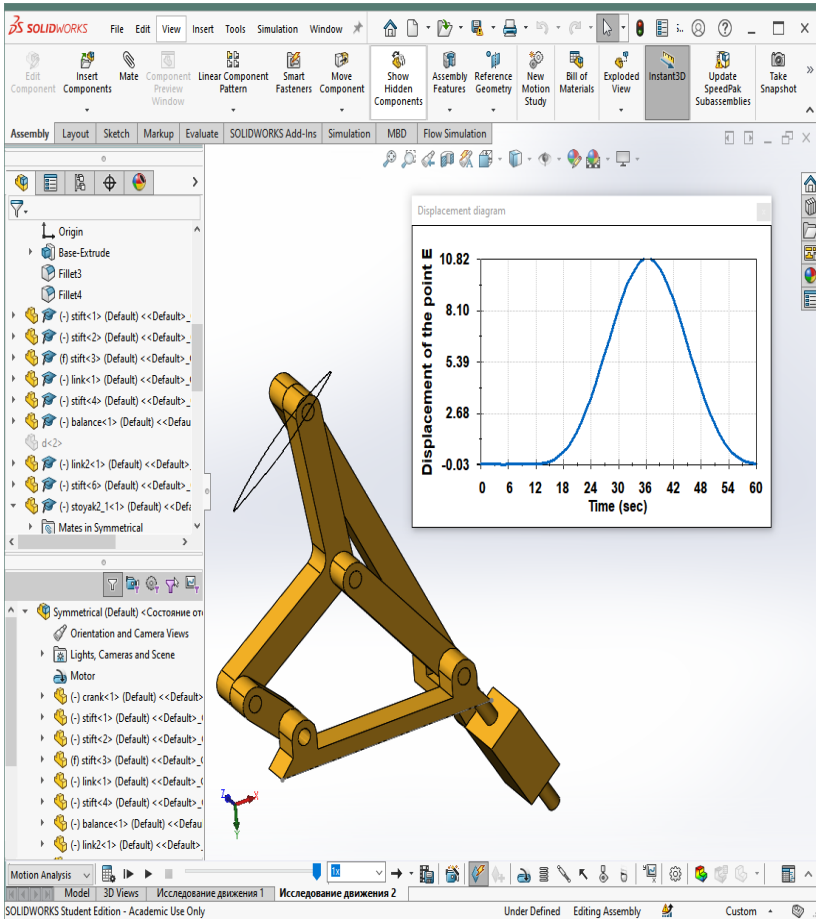 SOLIDWORKS File Edit View Insert Tools Simulation Window
Edit Component
Insert Components
Mate
Component Preview Window
Linear Component Pattern
Smart Fasteners
Move Component
Show Hidden Components
Assembly Features
Reference Geometry
New Motion Study
Bill of Materials
Exploded View
Instant3D
Update SpeedPak Subassemblies
Take Snapshot
Assembly Layout Sketch Markup Evaluate SOLIDWORKS Add-Ins Simulation MBD Flow Simulation
Origin
Base-Extrude
Fillet3
Fillet4
(-) stift<1> (Default) <<Default>_
(-) stift<2> (Default) <<Default>_
(f) stift<3> (Default) <<Default>_
(-) link<1> (Default) <<Default>_
(-) stift<4> (Default) <<Default>_
(-) balance<1> (Default) <<Defau
d<2>
(-) link2<1> (Default) <<Default>_
(-) stift<6> (Default) <<Default>_
(-) stoyak2_1<1> (Default) <<Defa
Mates in Symmetrical
Symmetrical (Default) <Состояние от
Orientation and Camera Views
Lights, Cameras and Scene
Motor
(-) crank<1> (Default) <<Default>
(-) stift<1> (Default) <<Default>_
(-) stift<2> (Default) <<Default>_
(f) stift<3> (Default) <<Default>_
(-) link<1> (Default) <<Default>_
(-) stift<4> (Default) <<Default>_
(-) balance<1> (Default) <<Defau
(-) link2<1> (Default) <<Default>_
Displacement diagram
Displacement of the point E
10.82
8.10
5.39
2.68
-0.03
0 6 12 18 24 30 36 42 48 54 60
Time (sec)
Z X
Y
Motion Analysis 1x
Model 3D Views Исследование движения 1 Исследование движения 2
SOLIDWORKS Student Edition - Academic Use Only Under Defined Editing Assembly Custom